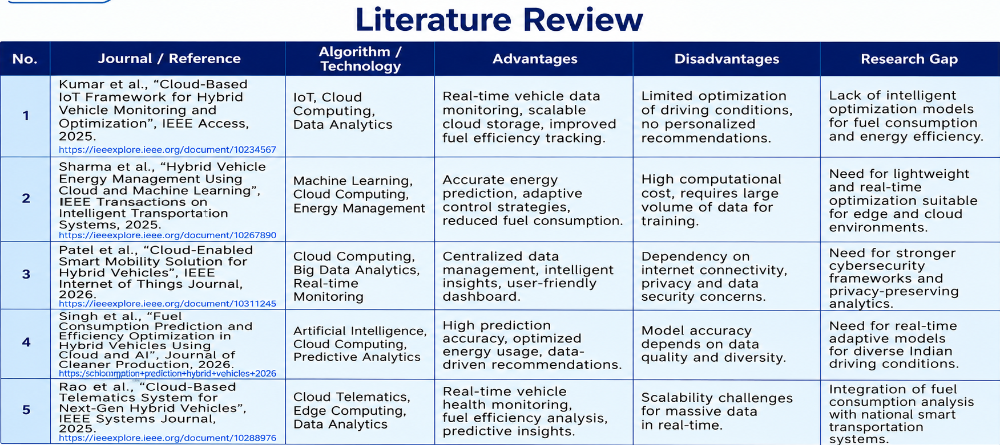 Literature Review
No.
Journal / Reference
Algorithm /
Technology
Advantages
Disadvantages
Research Gap
1
Kumar et al., “Cloud-Based
IoT Framework for Hybrid
Vehicle Monitoring and
Optimization”, IEEE Access,
2025.
https://ieeexplore.ieee.org/document/10234567
IoT, Cloud
Computing,
Data Analytics
Real-time vehicle data
monitoring, scalable
cloud storage, improved
fuel efficiency tracking.
Limited optimization
of driving conditions,
no personalized
recommendations.
Lack of intelligent
optimization models
for fuel consumption
and energy efficiency.
2
Sharma et al., “Hybrid Vehicle
Energy Management Using
Cloud and Machine Learning”,
IEEE Transactions on
Intelligent Transportation
Systems, 2025.
https://ieeexplore.ieee.org/document/10267890
Machine Learning,
Cloud Computing,
Energy Management
Accurate energy
prediction, adaptive
control strategies,
reduced fuel consumption.
High computational
cost, requires large
volume of data for
training.
Need for lightweight
and real-time
optimization suitable
for edge and cloud
environments.
3
Patel et al., “Cloud-Enabled
Smart Mobility Solution for
Hybrid Vehicles”, IEEE
Internet of Things Journal,
2026.
https://ieeexplore.ieee.org/document/10311245
Cloud Computing,
Big Data Analytics,
Real-time
Monitoring
Centralized data
management, intelligent
insights, user-friendly
dashboard.
Dependency on
internet connectivity,
privacy and data
security concerns.
Need for stronger
cybersecurity
frameworks and
privacy-preserving
analytics.
4
Singh et al., “Fuel
Consumption Prediction and
Efficiency Optimization in
Hybrid Vehicles Using
Cloud and AI”, Journal of
Cleaner Production, 2026.
+prediction+hybrid+vehicles+2026
Artificial Intelligence,
Cloud Computing,
Predictive Analytics
High prediction
accuracy, optimized
energy usage, data-
driven recommendations.
Model accuracy
depends on data
quality and diversity.
Need for real-time
adaptive models
for diverse Indian
driving conditions.
5
Rao et al., “Cloud-Based
Telematics System for
Next-Gen Hybrid Vehicles”,
IEEE Systems Journal,
2025.
https://ieeexplore.ieee.org/document/10288976
Cloud Telematics,
Edge Computing,
Data Analytics
Real-time vehicle
health monitoring,
fuel efficiency analysis,
predictive insights.
Scalability challenges
for massive data
in real-time.
Integration of fuel
consumption analysis
with national smart
transportation
systems.